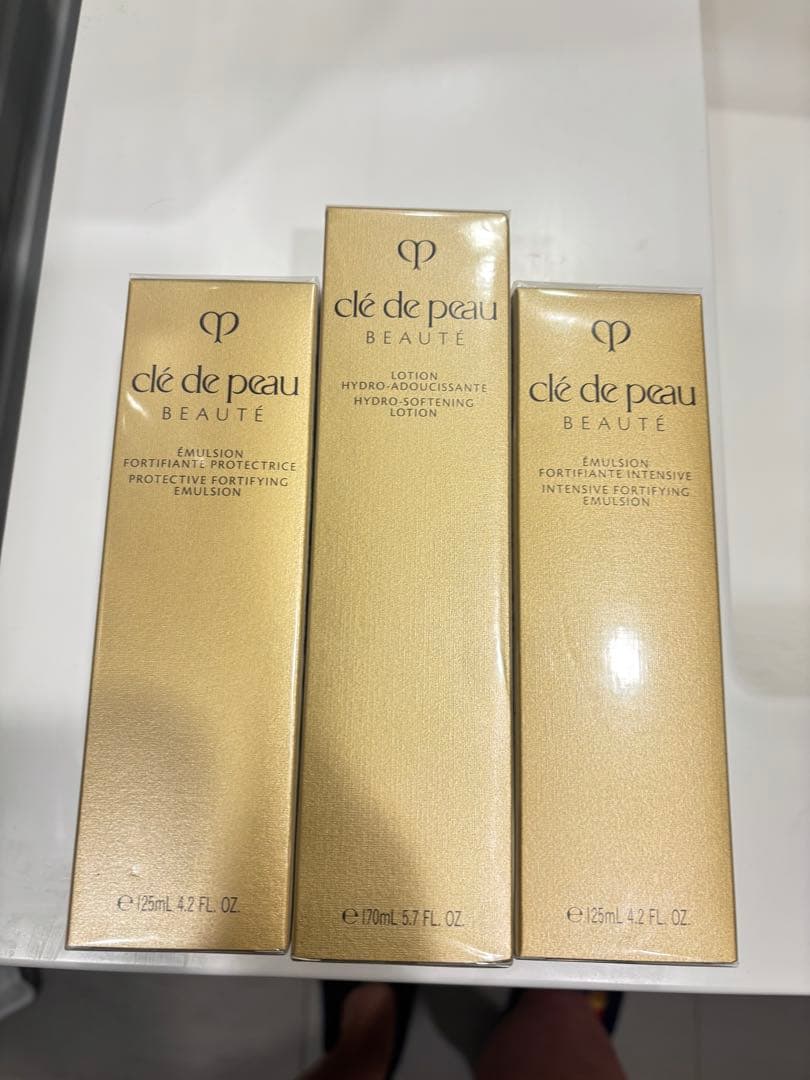 clé de peau
BEAUTÉ
ÉMULSION
FORTIFIANTE PROTECTRICE
PROTECTIVE FORTIFYING
EMULSION
℮125mL 4.2 FL. OZ.
clé de peau
BEAUTÉ
LOTION
HYDRO-ADOUCISSANTE
HYDRO-SOFTENING
LOTION
℮170mL 5.7 FL. OZ.
clé de peau
BEAUTÉ
ÉMULSION
FORTIFIANTE INTENSIVE
INTENSIVE FORTIFYING
EMULSION
℮125mL 4.2 FL. OZ.